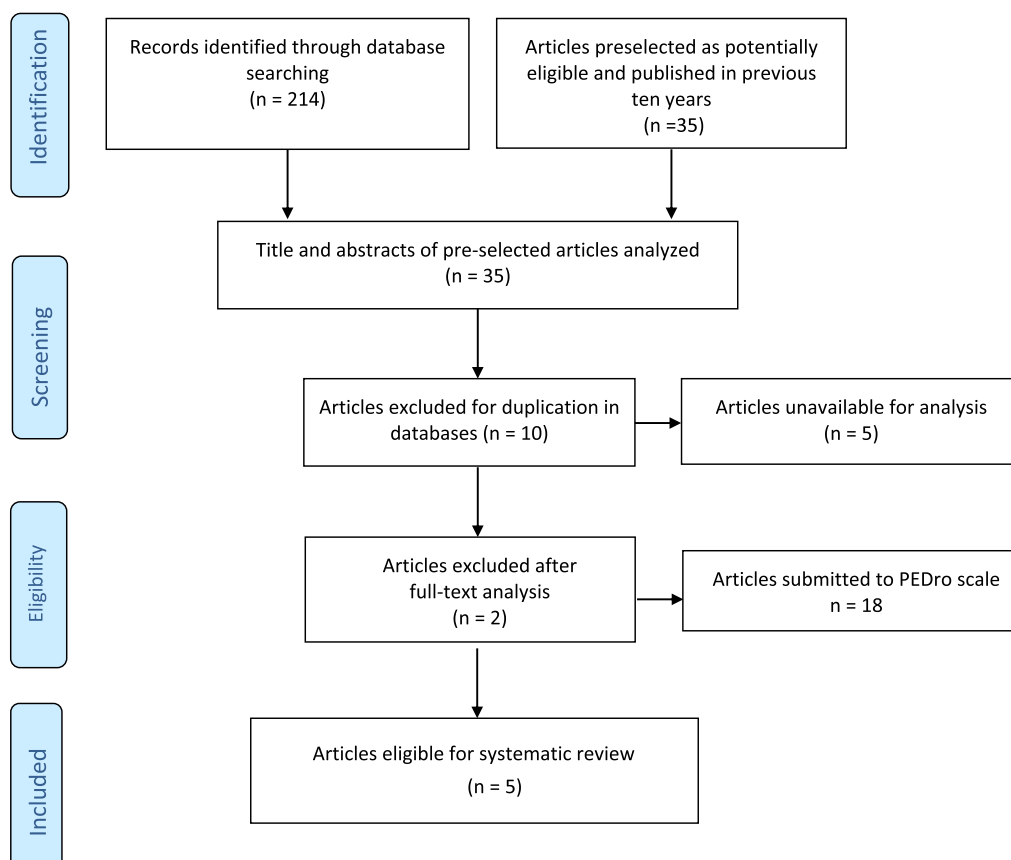 Identification
Records identified through database
searching
(n = 214)
Articles preselected as potentially
eligible and published in previous
ten years
(n =35)
Screening
Title and abstracts of pre-selected articles analyzed
(n = 35)
Articles excluded for duplication in
databases (n = 10)
Articles unavailable for analysis
(n = 5)
Eligibility
Articles excluded after
full-text analysis
(n = 2)
Articles submitted to PEDro scale
n = 18
Included
Articles eligible for systematic review
(n = 5)